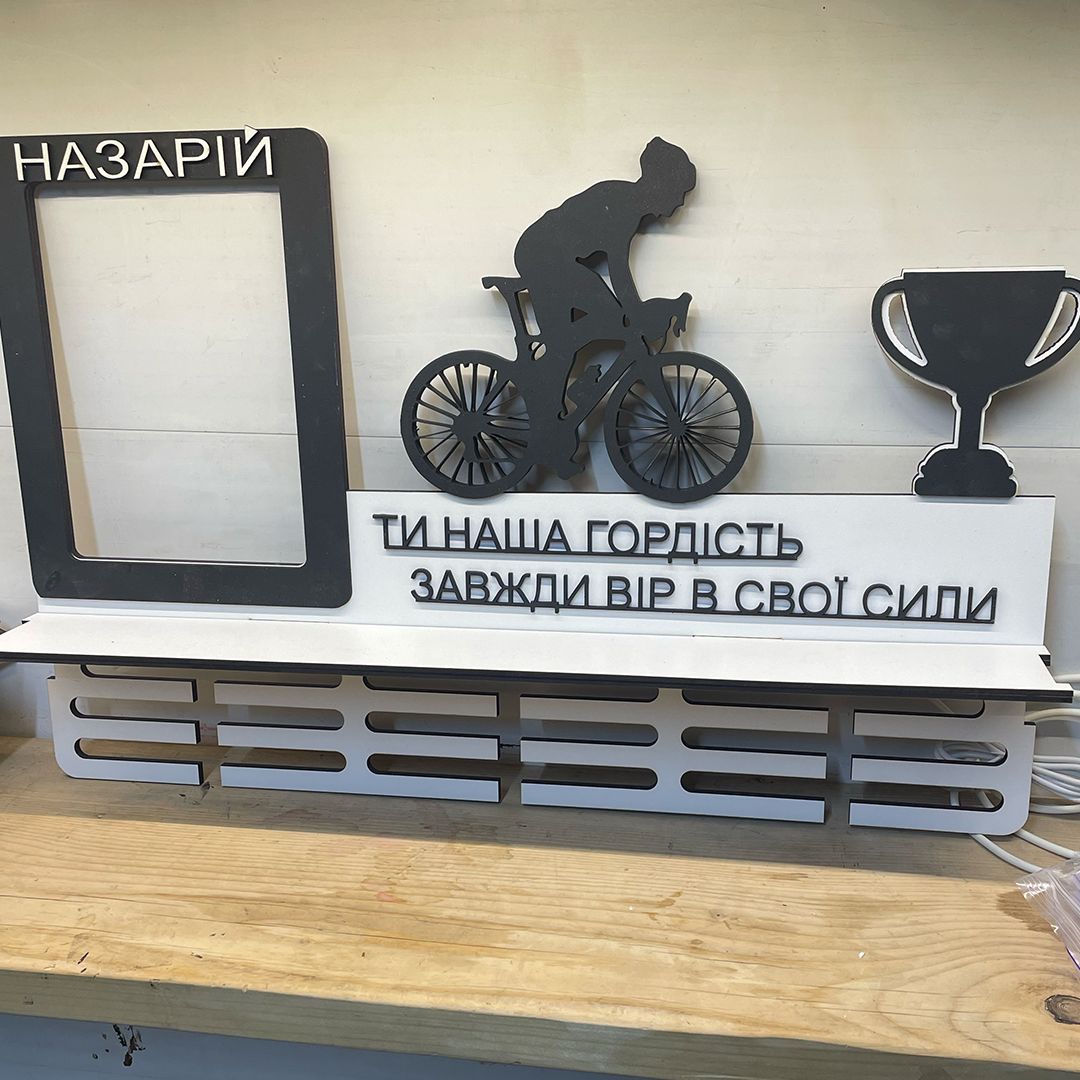 НАЗАРІЙ
ТИ НАША ГОРДІСТЬ
ЗАВЖДИ ВІР В СВОЇ СИЛИ